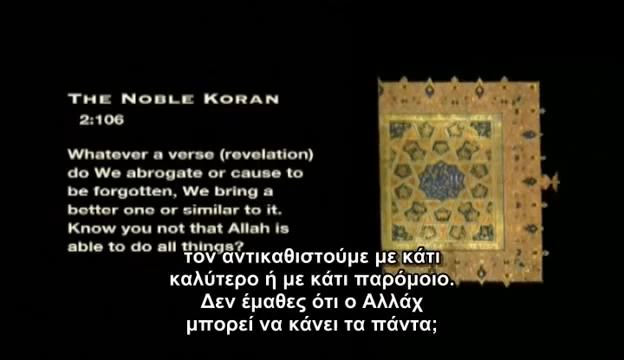 THE NOBLE KORAN
2:106
Whatever a verse (revelation)
do We abrogate or cause to
be forgotten, We bring a
better one or similar to it.
Know you not that Allah is
able to do all things?
τον αντικαθιστούμε με κάτι
καλύτερο ή με κάτι παρόμοιο.
Δεν έμαθες ότι ο Αλλάχ
μπορεί να κάνει τα πάντα;